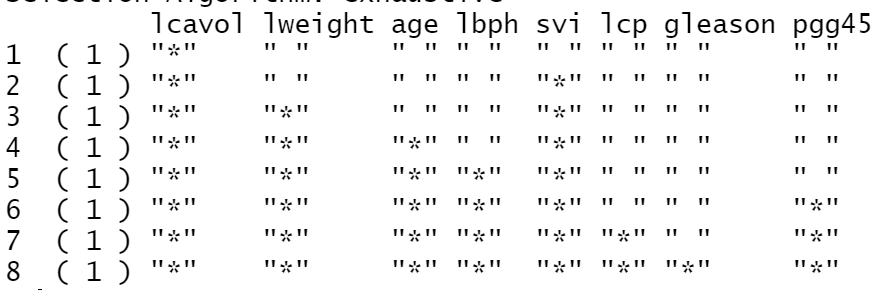 Selection Algorithm: exhaustive
lcavol lweight age lbph svi lcp gleason pgg45
1 ( 1 ) "*" " " " " " " " " " " " " " "
2 ( 1 ) "*" " " " " " " "*" " " " " " "
3 ( 1 ) "*" "*" " " " " "*" " " " " " "
4 ( 1 ) "*" "*" "*" " " "*" " " " " " "
5 ( 1 ) "*" "*" "*" "*" "*" " " " " " "
6 ( 1 ) "*" "*" "*" "*" "*" " " " " "*"
7 ( 1 ) "*" "*" "*" "*" "*" "*" " " "*"
8 ( 1 ) "*" "*" "*" "*" "*" "*" "*" "*"